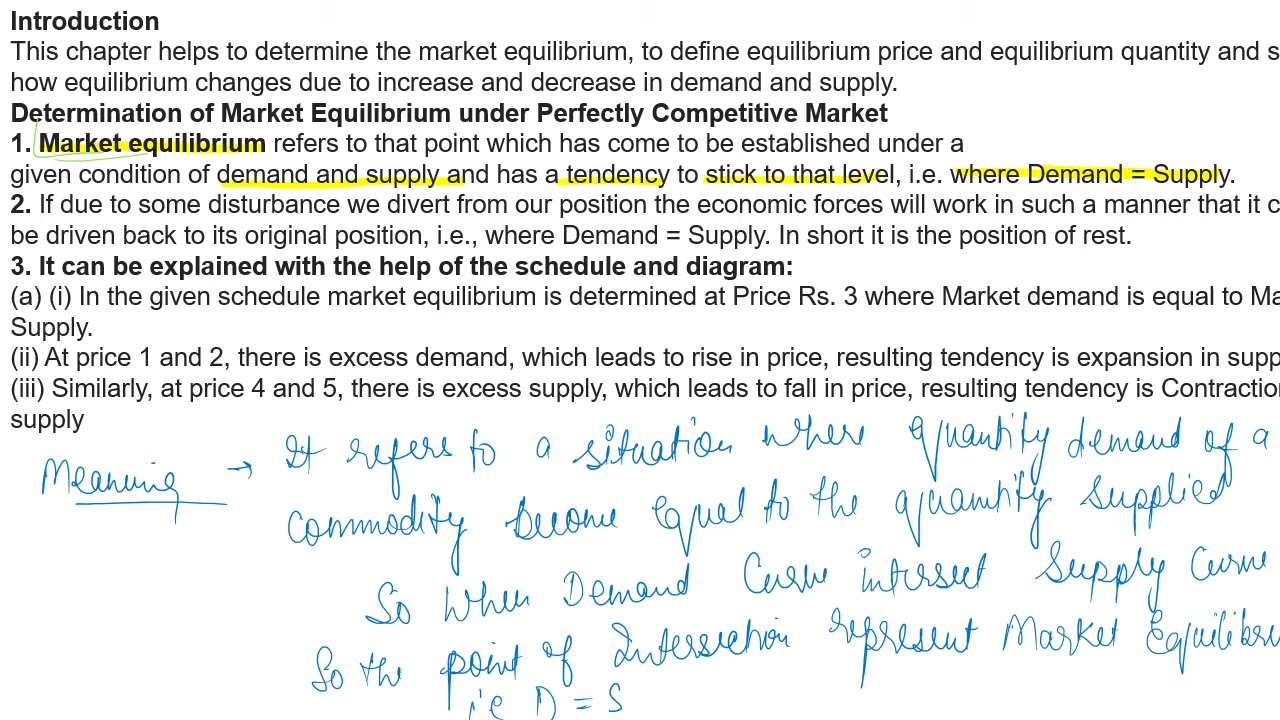 Introduction
This chapter helps to determine the market equilibrium, to define equilibrium price and equilibrium quantity and s
how equilibrium changes due to increase and decrease in demand and supply.
Determination of Market Equilibrium under Perfectly Competitive Market
1. Market equilibrium refers to that point which has come to be established under a
given condition of demand and supply and has a tendency to stick to that level, i.e. where Demand = Supply.
2. If due to some disturbance we divert from our position the economic forces will work in such a manner that it c
be driven back to its original position, i.e., where Demand = Supply. In short it is the position of rest.
3. It can be explained with the help of the schedule and diagram:
(a) (i) In the given schedule market equilibrium is determined at Price Rs. 3 where Market demand is equal to Ma
Supply.
(ii) At price 1 and 2, there is excess demand, which leads to rise in price, resulting tendency is expansion in supp
(iii) Similarly, at price 4 and 5, there is excess supply, which leads to fall in price, resulting tendency is Contractio
supply
Meaning → It refers to a situation where quantity demand of a
commodity become Equal to the quantity supplied
So When Demand Curve intersect Supply Curve
So the point of Intersection represent Market Equilibri
i.e D = S